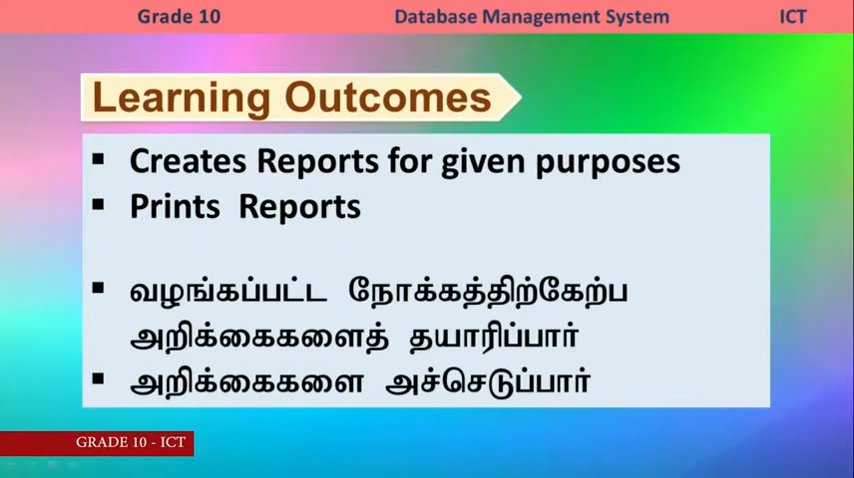 Grade 10 Database Management System ICT
Learning Outcomes
▪ Creates Reports for given purposes
▪ Prints Reports
▪ வழங்கப்பட்ட நோக்கத்திற்கேற்ப
அறிக்கைகளைத் தயாரிப்பார்
▪ அறிக்கைகளை அச்செடுப்பார்
GRADE 10 - ICT